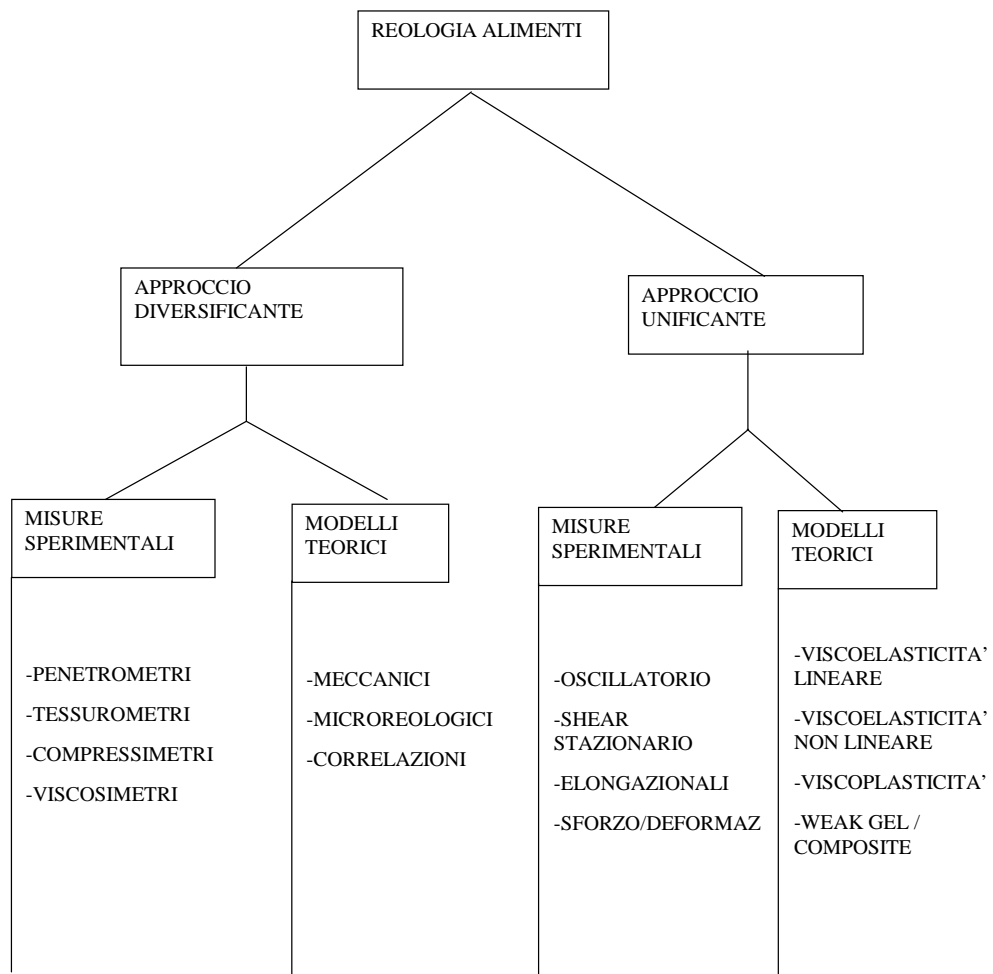 REOLOGIA ALIMENTI
APPROCCIO
DIVERSIFICANTE
APPROCCIO
UNIFICANTE
MISURE
SPERIMENTALI
-PENETROMETRI
-TESSUROMETRI
-COMPRESSIMETRI
-VISCOSIMETRI
MODELLI
TEORICI
-MECCANICI
-MICROREOLOGICI
-CORRELAZIONI
MISURE
SPERIMENTALI
-OSCILLATORIO
-SHEAR
STAZIONARIO
-ELONGAZIONALI
-SFORZO/DEFORMAZ
MODELLI
TEORICI
-VISCOELASTICITA’
LINEARE
-VISCOELASTICITA’
NON LINEARE
-VISCOPLASTICITA’
-WEAK GEL /
COMPOSITE